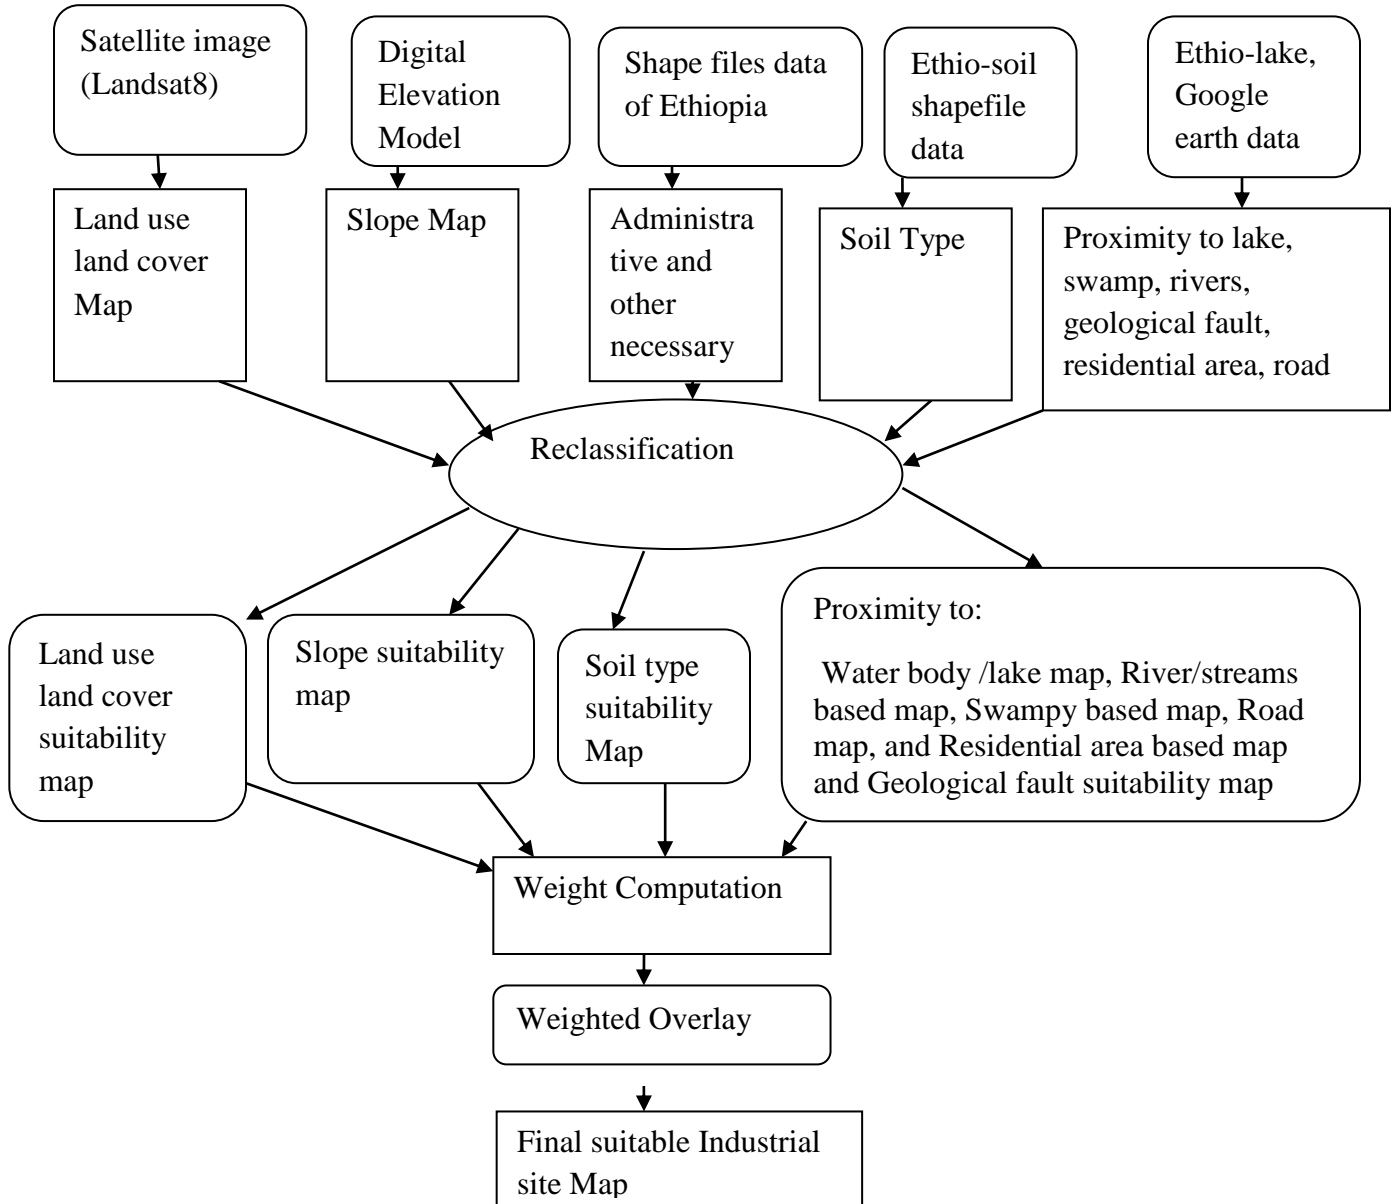 Satellite image
(Landsat8)
Digital
Elevation
Model
Shape files data
of Ethiopia
Ethio-soil
shapefile
data
Ethio-lake,
Google
earth data
Land use
land cover
Map
Slope Map
Administra
tive and
other
necessary
Soil Type
Proximity to lake,
swamp, rivers,
geological fault,
residential area, road
Reclassification
Land use
land cover
suitability
map
Slope suitability
map
Soil type
suitability
Map
Proximity to:
Water body /lake map, River/streams
based map, Swampy based map, Road
map, and Residential area based map
and Geological fault suitability map
Weight Computation
Weighted Overlay
Final suitable Industrial
site Map